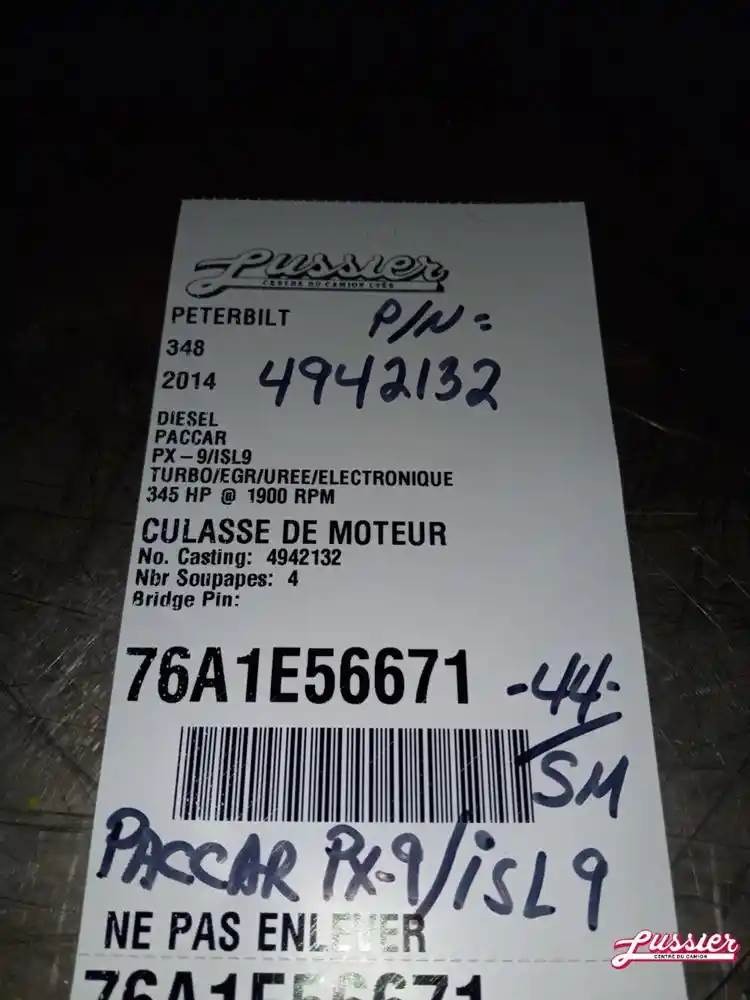 Lussier
CENTRE DU CAMION LTÉE
PETERBILT
P/N=
348
2014
4942132
DIESEL
PACCAR
PX-9/ISL9
TURBO/EGR/UREE/ELECTRONIQUE
345 HP @ 1900 RPM
CULASSE DE MOTEUR
No. Casting: 4942132
Nbr Soupapes: 4
Bridge Pin:
76A1E56671
-44-
SM
PACCAR PX-9/iSL9
NE PAS ENLEVER
76A1E56671
Lussier
CENTRE DU CAMION